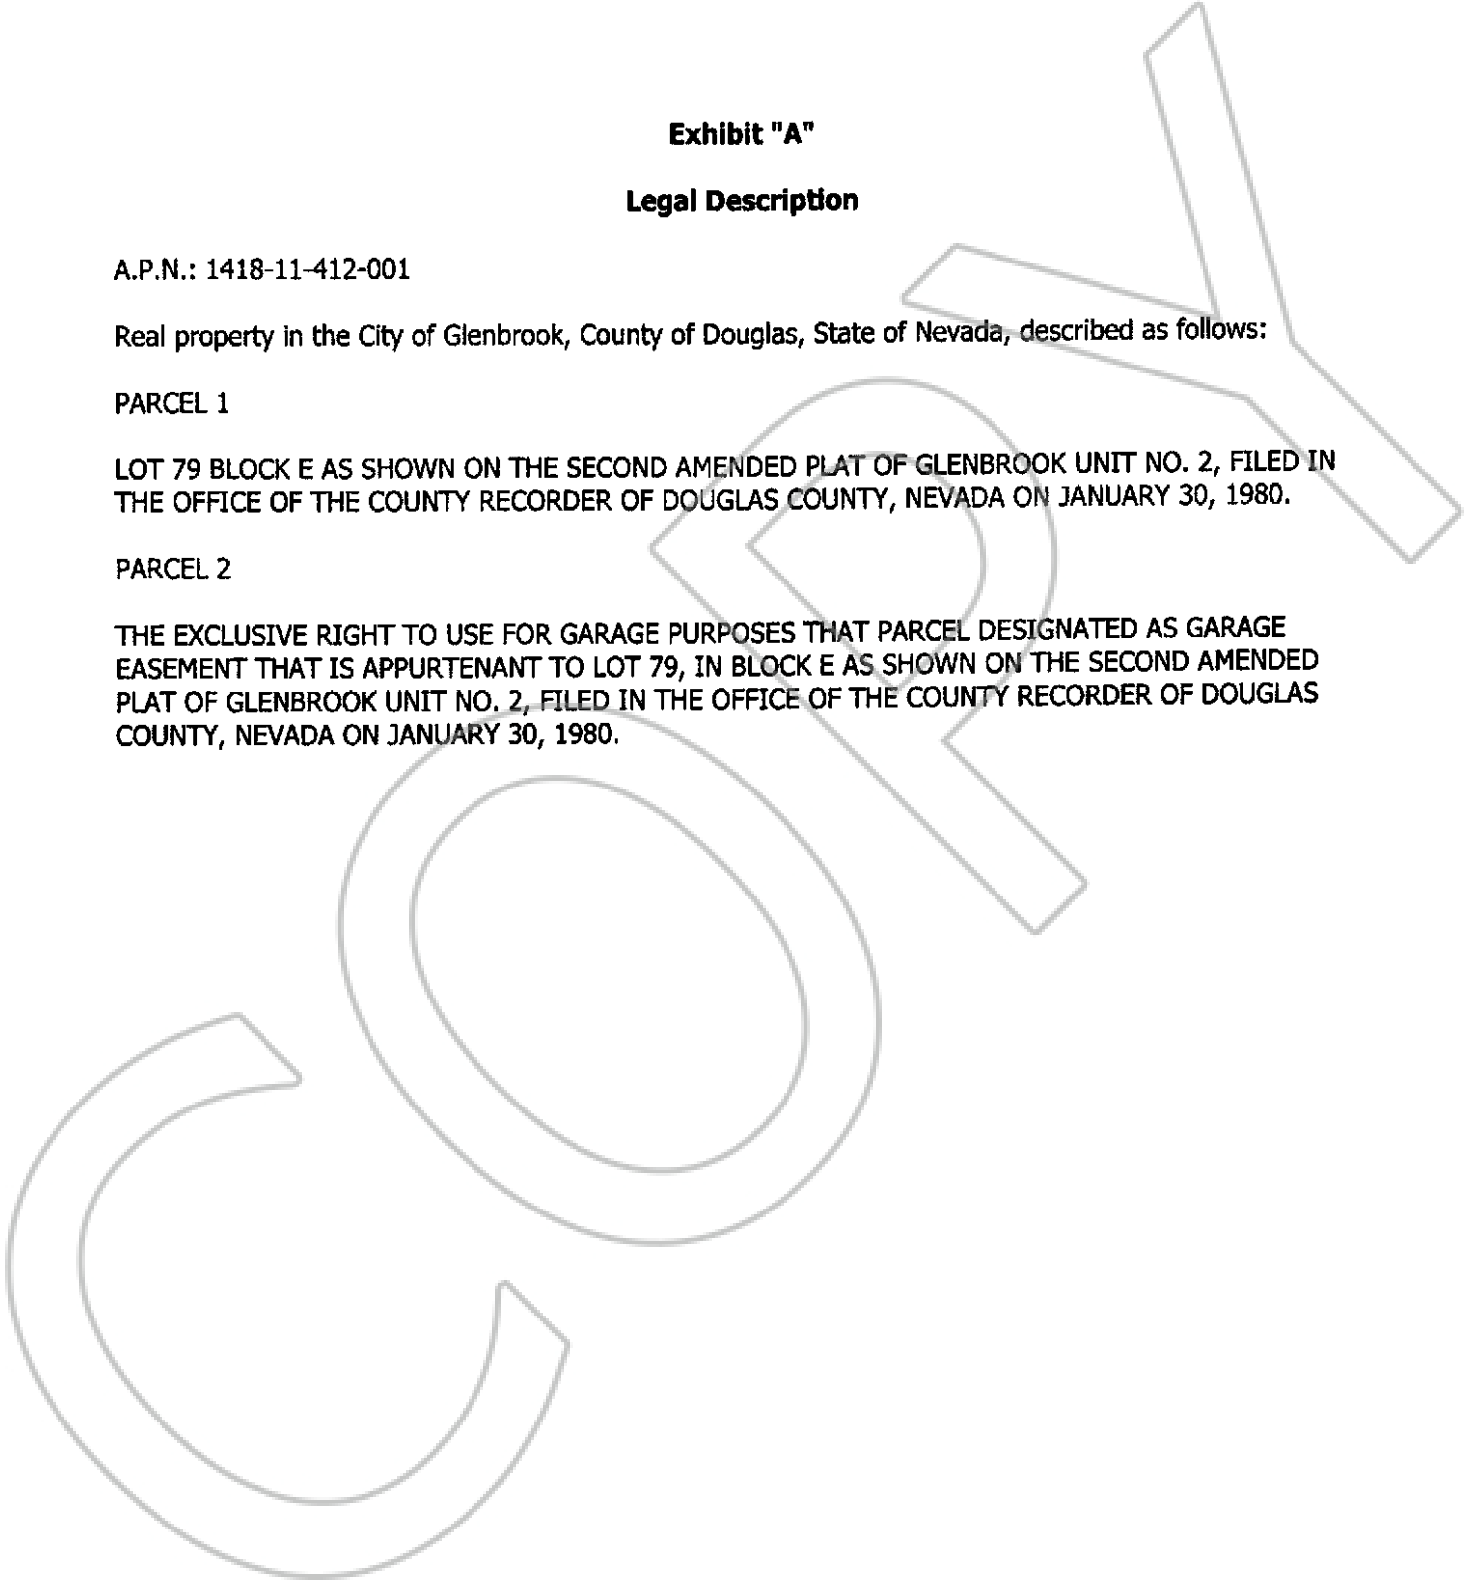 Exhibit "A"
Legal Description
A.P.N.: 1418-11-412-001
Real property in the City of Glenbrook, County of Douglas, State of Nevada, described as follows:
PARCEL 1
LOT 79 BLOCK E AS SHOWN ON THE SECOND AMENDED PLAT OF GLENBROOK UNIT NO. 2, FILED IN
THE OFFICE OF THE COUNTY RECORDER OF DOUGLAS COUNTY, NEVADA ON JANUARY 30, 1980.
PARCEL 2
THE EXCLUSIVE RIGHT TO USE FOR GARAGE PURPOSES THAT PARCEL DESIGNATED AS GARAGE
EASEMENT THAT IS APPURTENANT TO LOT 79, IN BLOCK E AS SHOWN ON THE SECOND AMENDED
PLAT OF GLENBROOK UNIT NO. 2, FILED IN THE OFFICE OF THE COUNTY RECORDER OF DOUGLAS
COUNTY, NEVADA ON JANUARY 30, 1980.
COPY